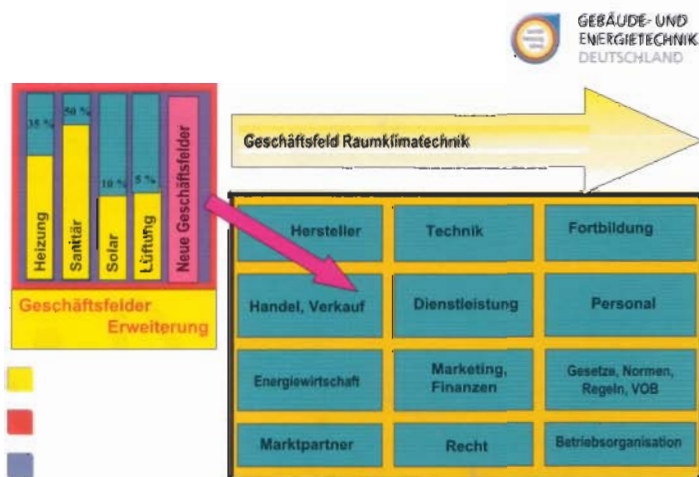 GEBÄUDE- UND
ENERGIETECHNIK
DEUTSCHLAND
35 %
50 %
10 %
5 %
Heizung
Sanitär
Solar
Lüftung
Neue Geschäftsfelder
Geschäftsfelder
Erweiterung
Geschäftsfeld Raumklimatechnik
Hersteller
Technik
Fortbildung
Handel, Verkauf
Dienstleistung
Personal
Energiewirtschaft
Marketing,
Finanzen
Gesetze, Normen,
Regeln, VOB
Marktpartner
Recht
Betriebsorganisation